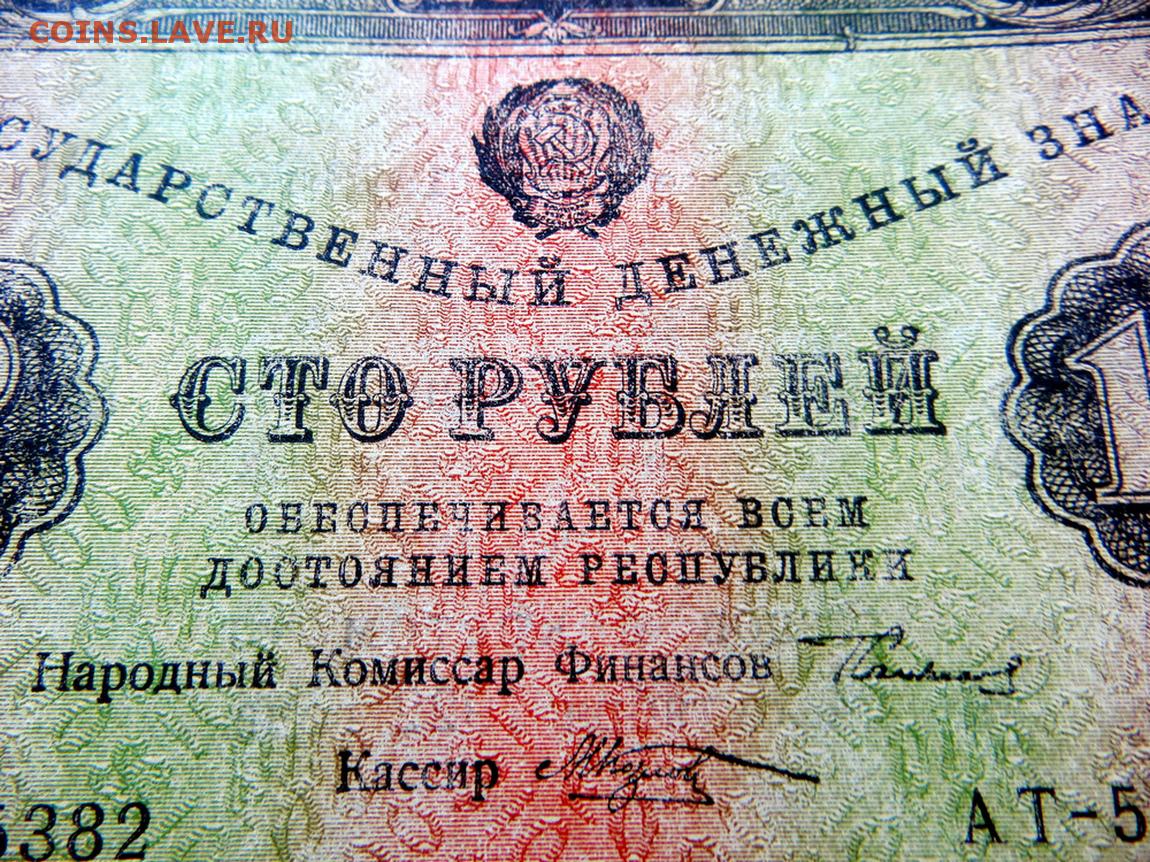 COINS.LAVE.RU
СУДАРСТВЕННЫЙ ДЕНЕЖНЫЙ ЗНА
СТО РУБЛЕЙ
ОБЕСПЕЧИВАЕТСЯ ВСЕМ
ДОСТОЯНИЕМ РЕСПУБЛИКИ
Народный Комиссар Финансов
Кассир
5382
АТ-5